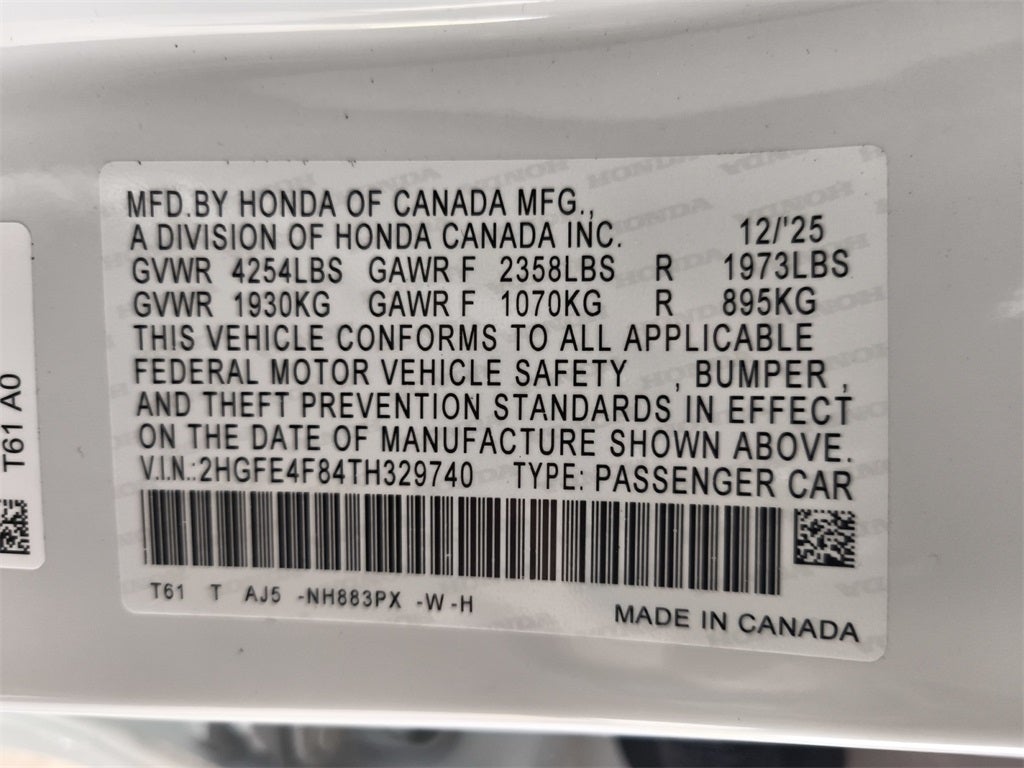 MFD.BY HONDA OF CANADA MFG.,
A DIVISION OF HONDA CANADA INC. 12/'25
GVWR 4254LBS GAWR F 2358LBS R 1973LBS
GVWR 1930KG GAWR F 1070KG R 895KG
THIS VEHICLE CONFORMS TO ALL APPLICABLE
FEDERAL MOTOR VEHICLE SAFETY , BUMPER ,
AND THEFT PREVENTION STANDARDS IN EFFECT
ON THE DATE OF MANUFACTURE SHOWN ABOVE.
V.I.N.:2HGFE4F84TH329740 TYPE: PASSENGER CAR
T61 T AJ5 -NH883PX -W -H
MADE IN CANADA
T61 A0